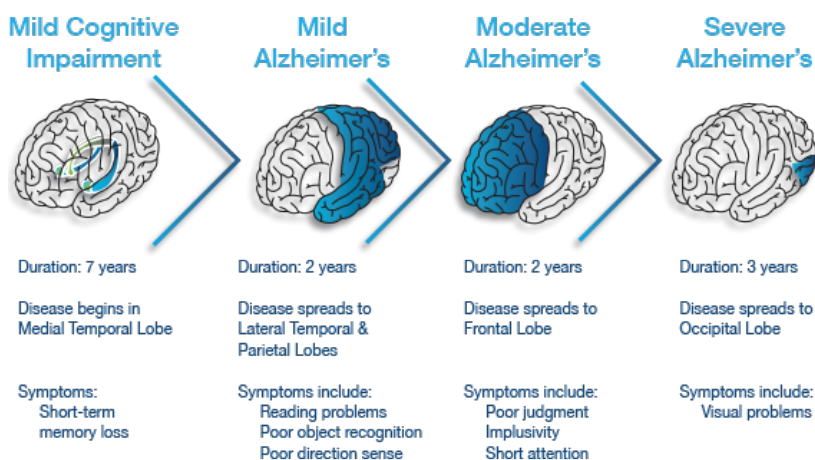 Mild Cognitive
Impairment
Duration: 7 years
Disease begins in
Medial Temporal Lobe
Symptoms:
Short-term
memory loss
Mild
Alzheimer's
Duration: 2 years
Disease spreads to
Lateral Temporal &
Parietal Lobes
Symptoms include:
Reading problems
Poor object recognition
Poor direction sense
Moderate
Alzheimer's
Duration: 2 years
Disease spreads to
Frontal Lobe
Symptoms include:
Poor judgment
Implusivity
Short attention
Severe
Alzheimer's
Duration: 3 years
Disease spreads to
Occipital Lobe
Symptoms include:
Visual problems